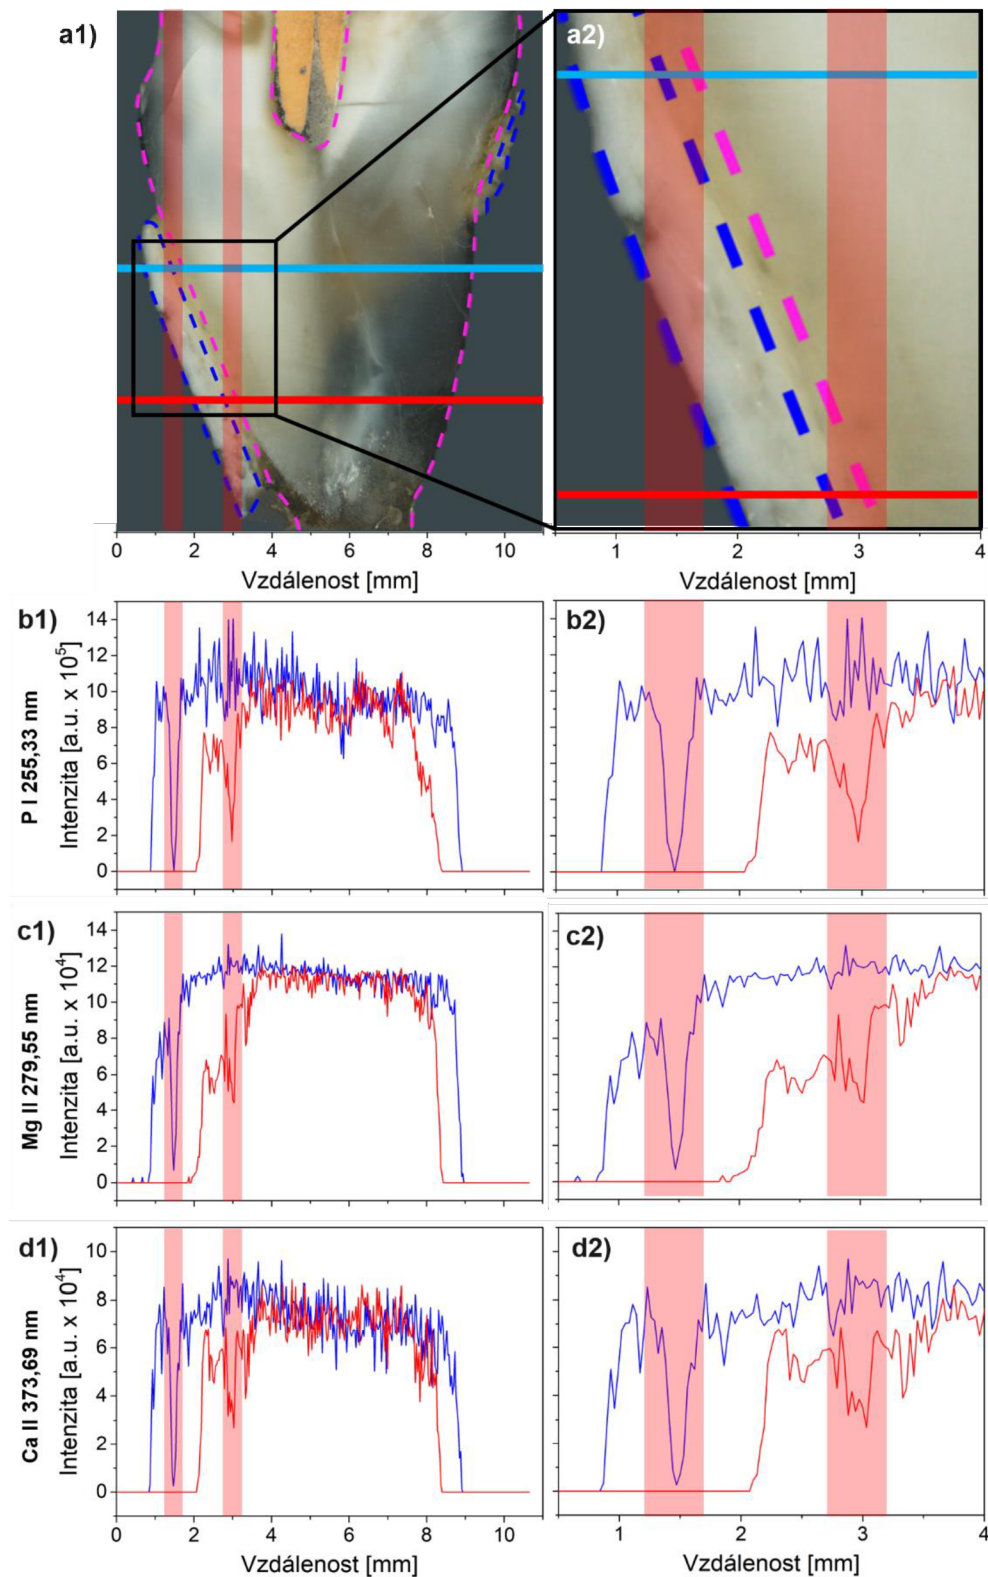 a1)
a2)
0 2 4 6 8 10
Vzdálenost [mm]
1 2 3 4
Vzdálenost [mm]
b1)
b2)
P I 255,33 nm
Intenzita [a.u. x 10⁵]
14
12
10
8
6
4
2
0
c1)
c2)
Mg II 279,55 nm
Intenzita [a.u. x 10⁴]
14
12
10
8
6
4
2
0
d1)
d2)
Ca II 373,69 nm
Intenzita [a.u. x 10⁴]
10
8
6
4
2
0
0 2 4 6 8 10
Vzdálenost [mm]
1 2 3 4
Vzdálenost [mm]